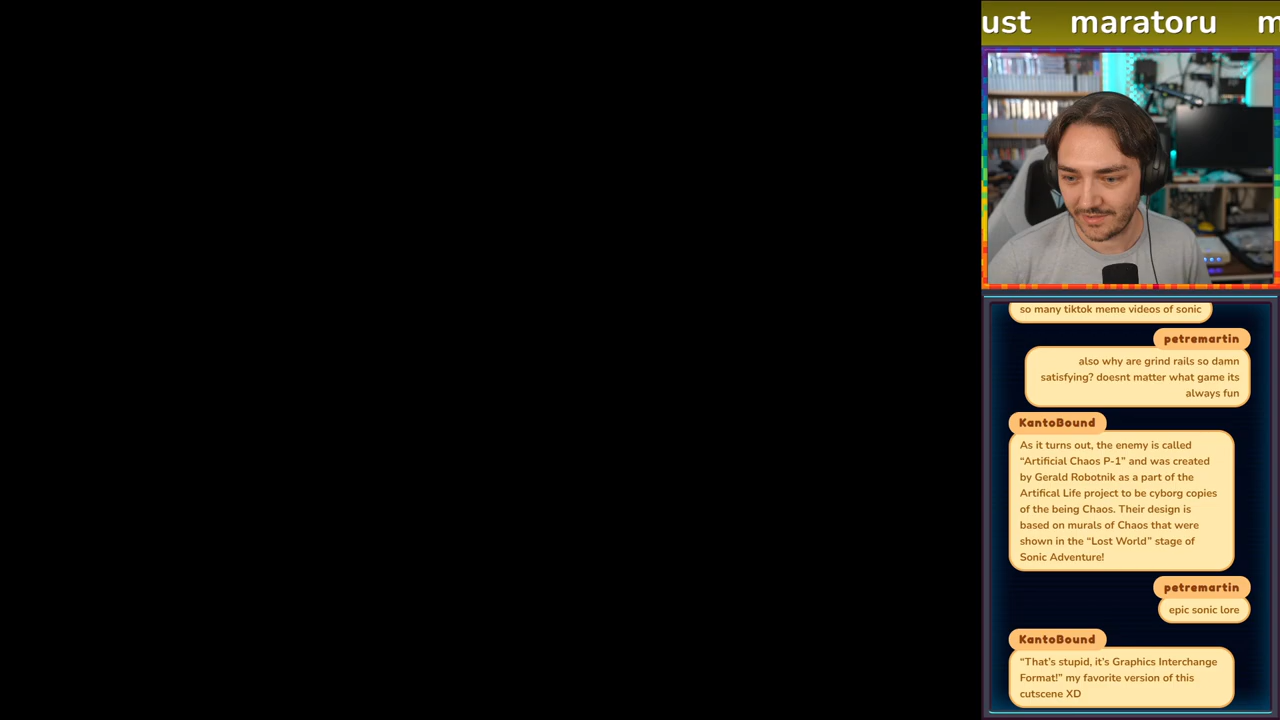 ust maratoru m
so many tiktok meme videos of sonic
petremartin
also why are grind rails so damn
satisfying? doesnt matter what game its
always fun
KantoBound
As it turns out, the enemy is called
“Artificial Chaos P-1” and was created
by Gerald Robotnik as a part of the
Artifical Life project to be cyborg copies
of the being Chaos. Their design is
based on murals of Chaos that were
shown in the “Lost World” stage of
Sonic Adventure!
petremartin
epic sonic lore
KantoBound
“That's stupid, it's Graphics Interchange
Format!” my favorite version of this
cutscene XD